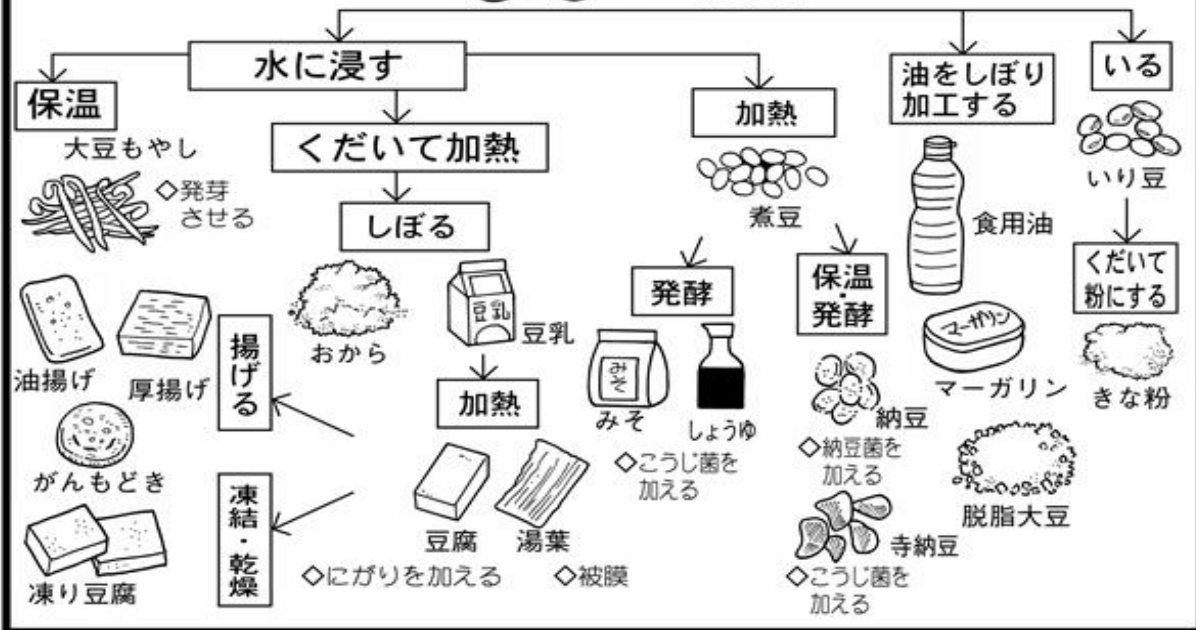 水に浸す
保温
大豆もやし
◇発芽
させる
くだいて加熱
しぼる
おから
豆乳
豆乳
加熱
豆腐
◇にがりを加える
湯葉
◇被膜
揚げる
油揚げ
厚揚げ
がんもどき
凍結・乾燥
凍り豆腐
加熱
煮豆
発酵
みそ
みそ
しょうゆ
◇こうじ菌を
加える
保温
・
発酵
納豆
◇納豆菌を
加える
寺納豆
◇こうじ菌を
加える
油をしぼり
加工する
食用油
マーガリン
マーガリン
脱脂大豆
いる
いり豆
くだいて
粉にする
きな粉